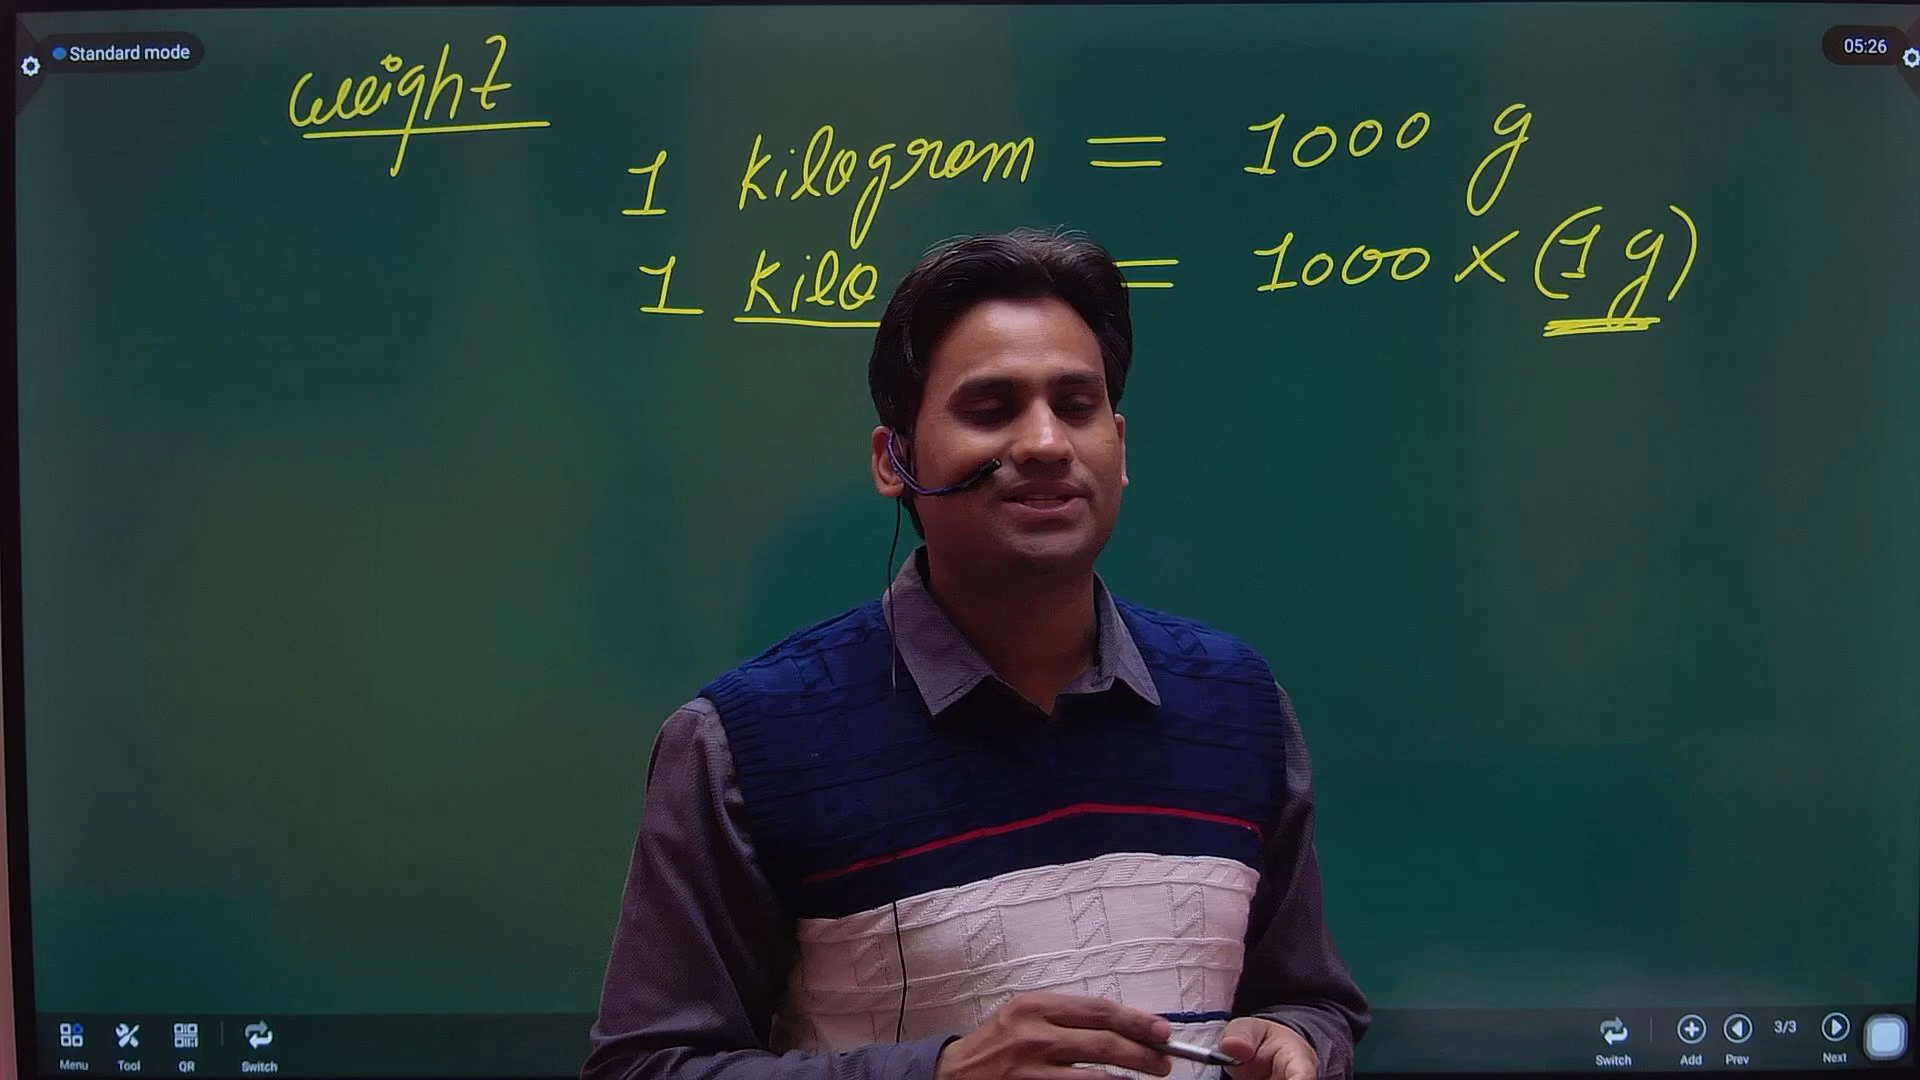 Standard mode
05:26
weight
1 kilogram = 1000 g
1 kilo = 1000 × (1 g)
Menu Tool QR Switch
Switch Add Prev 3/3 Next